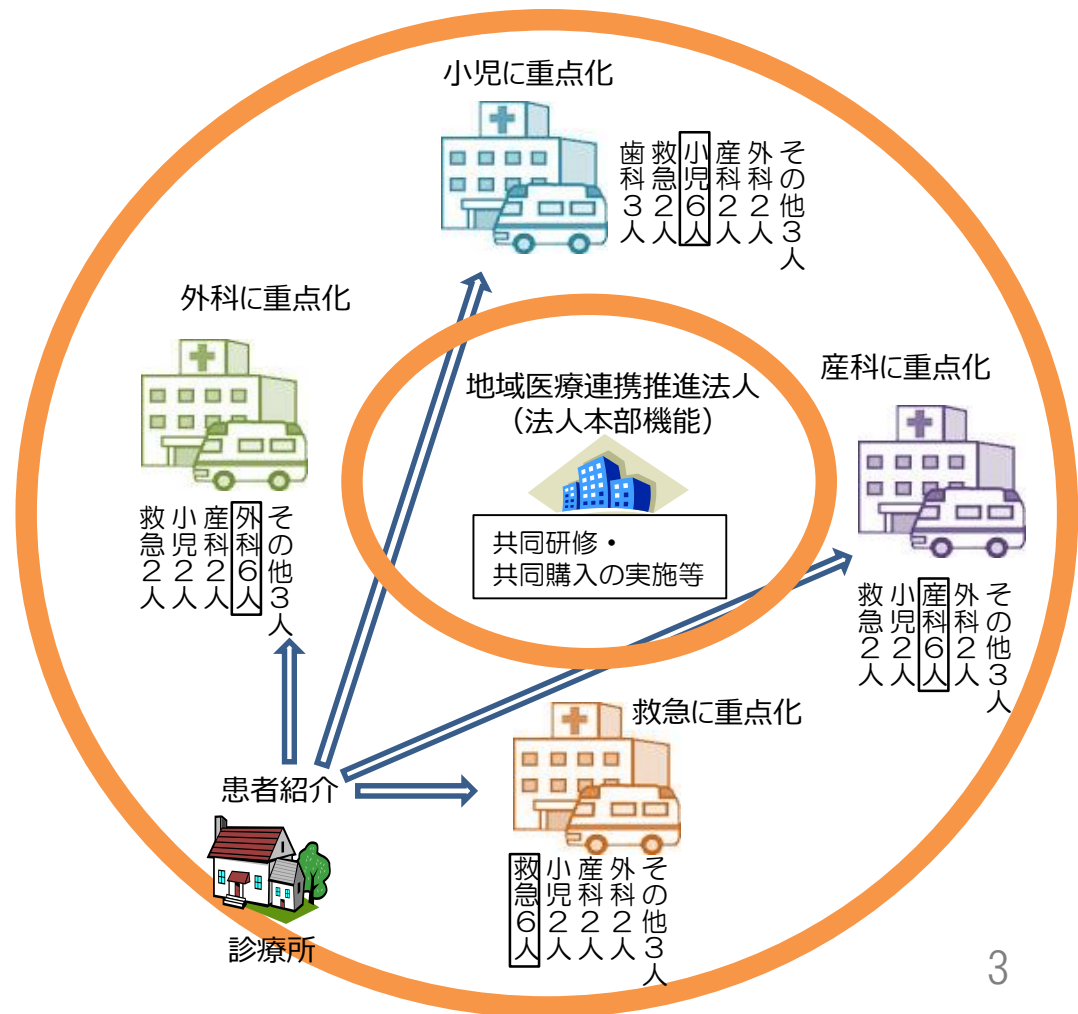 小児に重点化
その他3人
外科2人
産科2人
小児6人
救急2人
歯科3人
外科に重点化
その他3人
外科6人
産科2人
小児2人
救急2人
地域医療連携推進法人
（法人本部機能）
共同研修・
共同購入の実施等
産科に重点化
その他3人
外科2人
産科6人
小児2人
救急2人
救急に重点化
その他3人
外科2人
産科2人
小児2人
救急6人
患者紹介
診療所
3